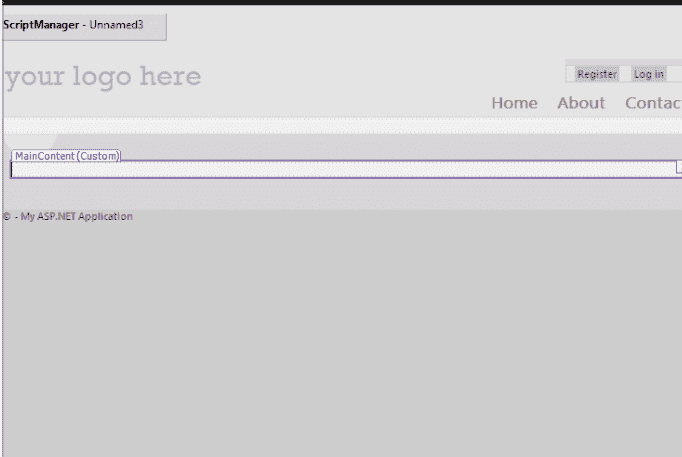 ScriptManager - Unnamed3
your logo here
Register Log in
Home About Contac
MainContent (Custom)
© - My ASP.NET Application